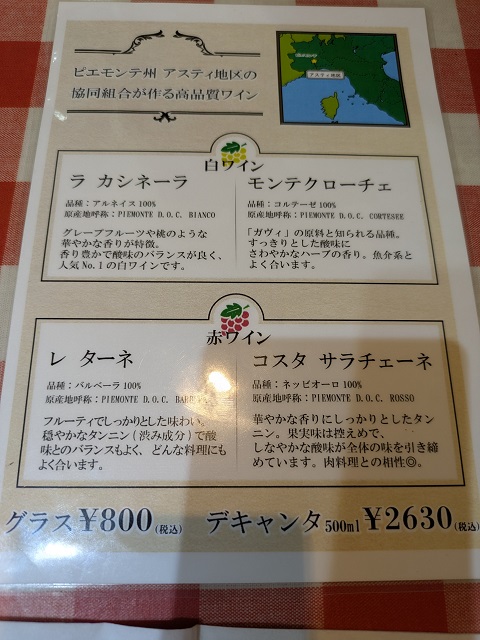 ピエモンテ州 アスティ地区の
協同組合が作る高品質ワイン
アスティ地区
白ワイン
ラ カシネーラ
品種：アルネイス 100%
原産地呼称：PIEMONTE D.O.C. BIANCO
グレープフルーツや桃のような
華やかな香りが特徴。
香り豊かで酸味のバランスが良く、
人気No.1の白ワインです。
モンテクローチェ
品種：コルテーゼ 100%
原産地呼称：PIEMONTE D.O.C. CORTESEE
「ガヴィ」の原料と知られる品種。
すっきりとした酸味に
さわやかなハーブの香り。魚介系と
よく合います。
赤ワイン
レ ターネ
品種：バルベーラ 100%
原産地呼称：PIEMONTE D.O.C.
フルーティでしっかりとした味わい。
穏やかなタンニン(渋み成分)で酸
味とのバランスもよく、どんな料理にも
よく合います。
コスタ サラチェーネ
品種：ネッビオーロ 100%
原産地呼称：PIEMONTE D.O.C. ROSSO
華やかな香りにしっかりとしたタン
ニン。果実味は控えめで、
しなやかな酸味が全体の味を引き締
めています。肉料理との相性◎。
グラス ¥800(税込) デキャンタ 500ml ¥2630(税込)